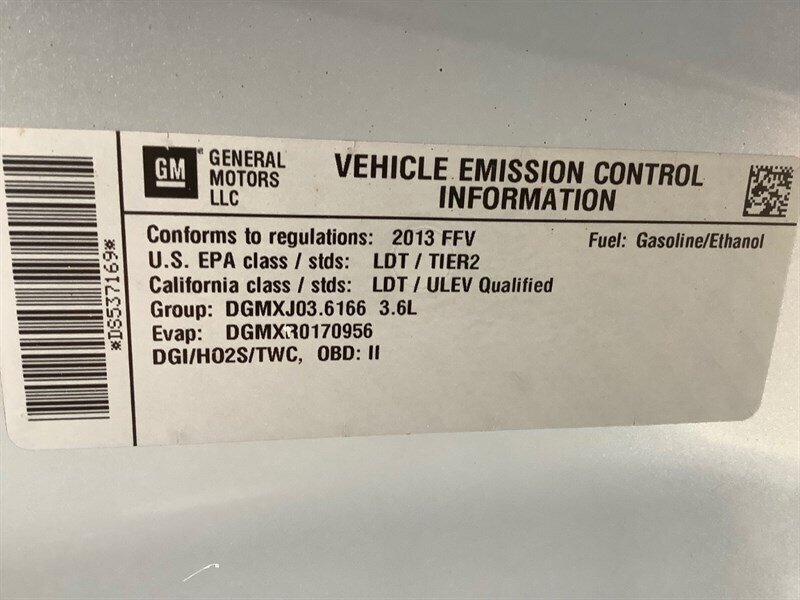 *DS537169*
GM GENERAL MOTORS LLC
VEHICLE EMISSION CONTROL
INFORMATION
Conforms to regulations: 2013 FFV Fuel: Gasoline/Ethanol
U.S. EPA class / stds: LDT / TIER2
California class / stds: LDT / ULEV Qualified
Group: DGMXJ03.6166 3.6L
Evap: DGMXR0170956
DGI/HO2S/TWC, OBD: II